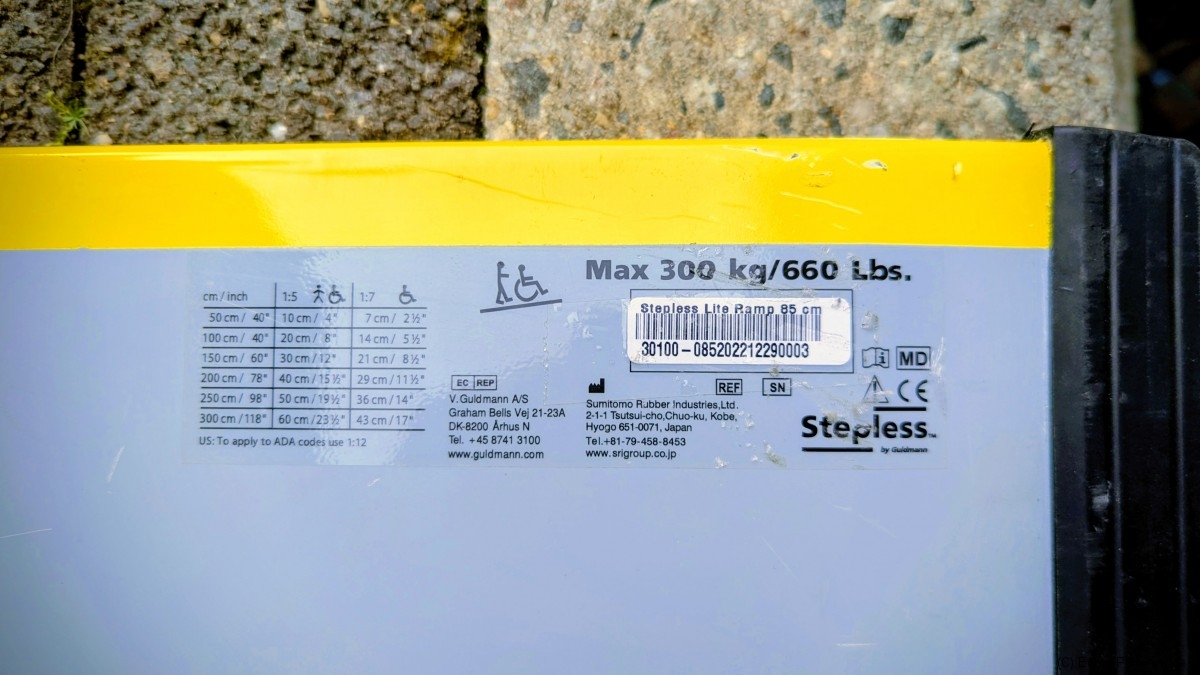 Max 300 kg/660 Lbs.
Stepless Lite Ramp 85 cm
30100-085202212290003
cm/inch 1:5 1:7
50 cm/ 40" 10 cm/ 4" 7 cm/ 2½"
100 cm/ 40" 20 cm/ 8" 14 cm/ 5½"
150 cm/ 60" 30 cm/12" 21 cm/ 8½"
200 cm/ 78" 40 cm/15½" 29 cm/11½"
250 cm/ 98" 50 cm/19½" 36 cm/14"
300 cm/118" 60 cm/23½" 43 cm/17"
US: To apply to ADA codes use 1:12
EC REP
V.Guldmann A/S
Graham Bells Vej 21-23A
DK-8200 Århus N
Tel. +45 8741 3100
www.guldmann.com
REF SN
Sumitomo Rubber Industries,Ltd.
2-1-1 Tsutsui-cho,Chuo-ku, Kobe,
Hyogo 651-0071, Japan
Tel.+81-79-458-8453
www.srigroup.co.jp
MD
CE
Stepless™
by Guldmann